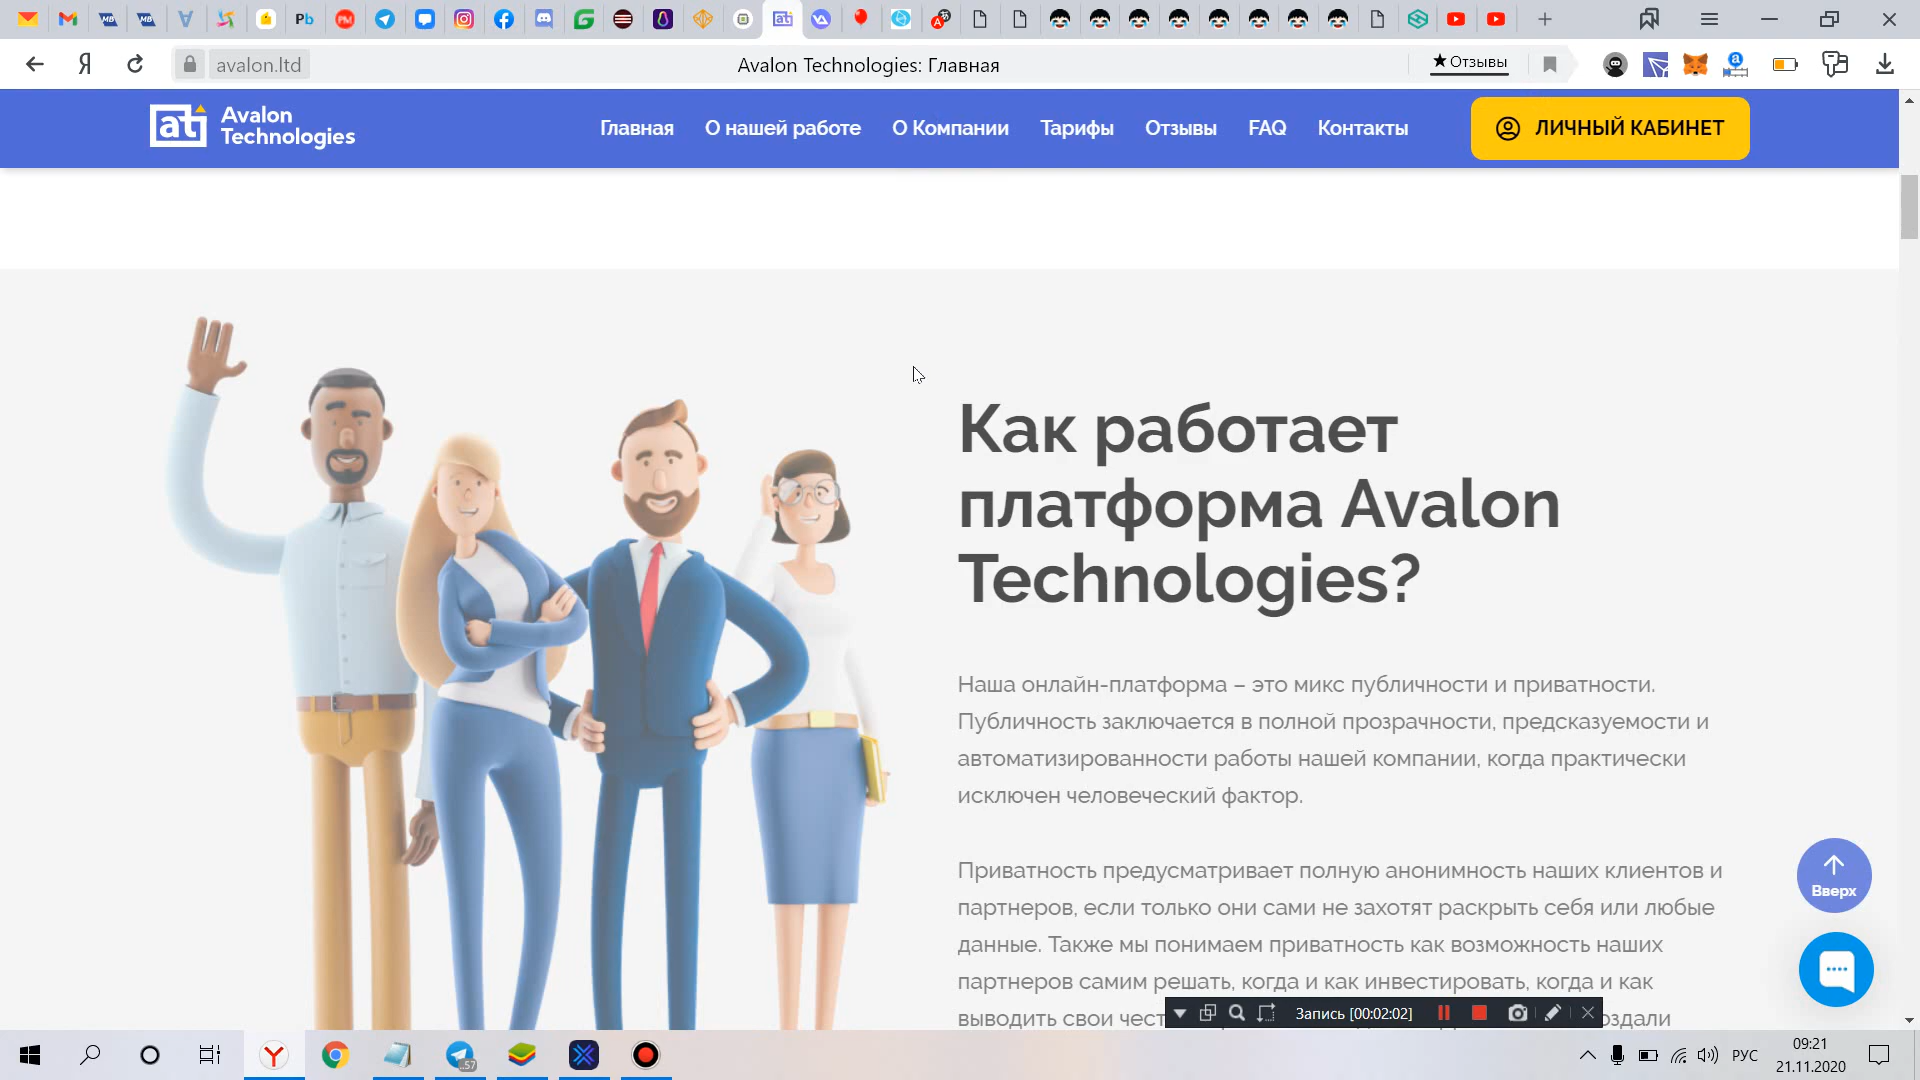 Pb
avalon.ltd
Avalon Technologies: Главная
★ Отзывы
at Avalon
Technologies
Главная
О нашей работе
О Компании
Тарифы
Отзывы
FAQ
Контакты
ЛИЧНЫЙ КАБИНЕТ
Как работает
платформа Avalon
Technologies?
Наша онлайн-платформа – это микс публичности и приватности.
Публичность заключается в полной прозрачности, предсказуемости и
автоматизированности работы нашей компании, когда практически
исключен человеческий фактор.
Приватность предусматривает полную анонимность наших клиентов и
партнеров, если только они сами не захотят раскрыть себя или любые
данные. Также мы понимаем приватность как возможность наших
партнеров самим решать, когда и как инвестировать, когда и как
выводить свои
Вверх
Запись [00:02:02]
РУС
09:21
21.11.2020